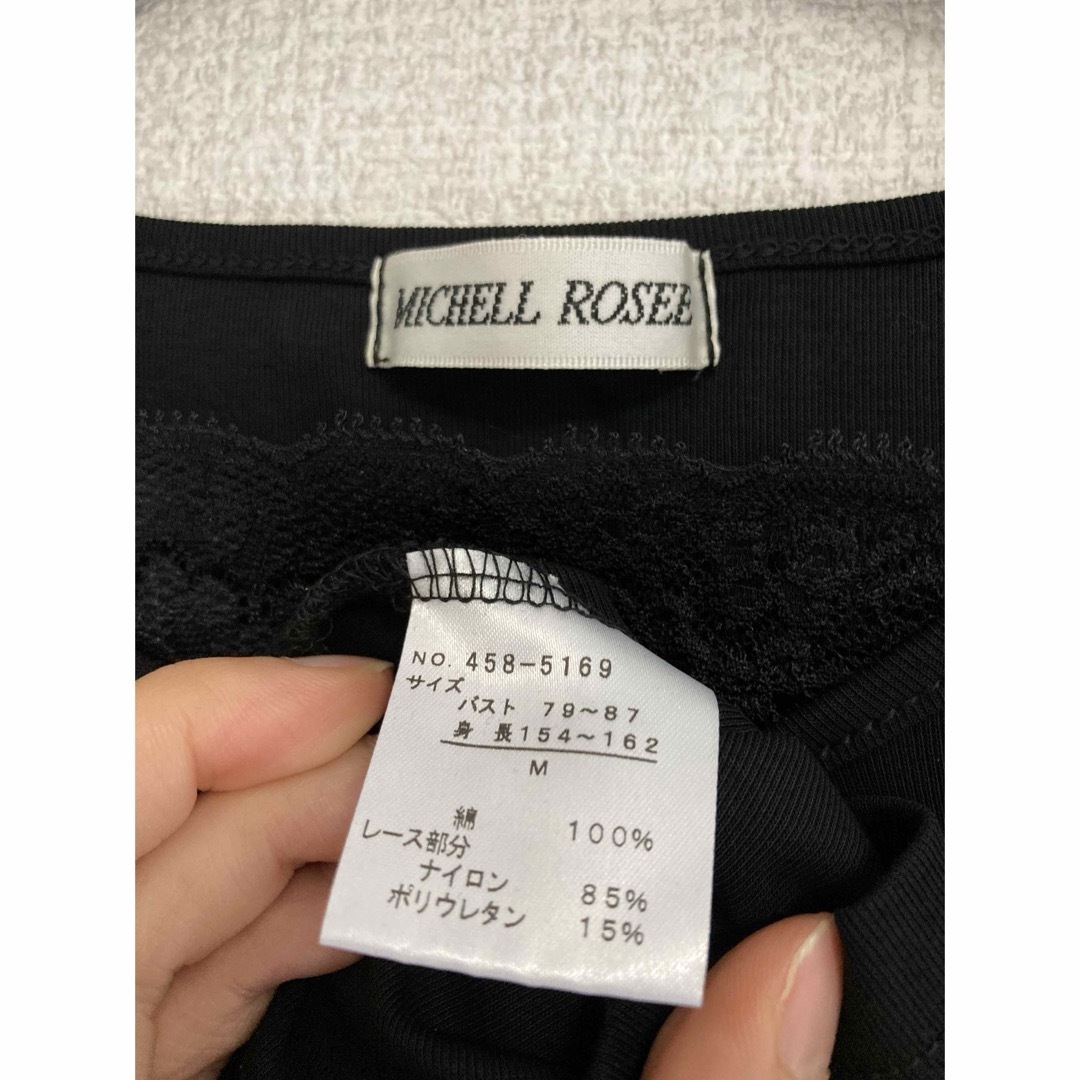 MICHELL ROSEE
NO. 458-5169
サイズ
バスト 79～87
身 長154～162
M
綿 100%
レース部分
ナイロン 85%
ポリウレタン 15%